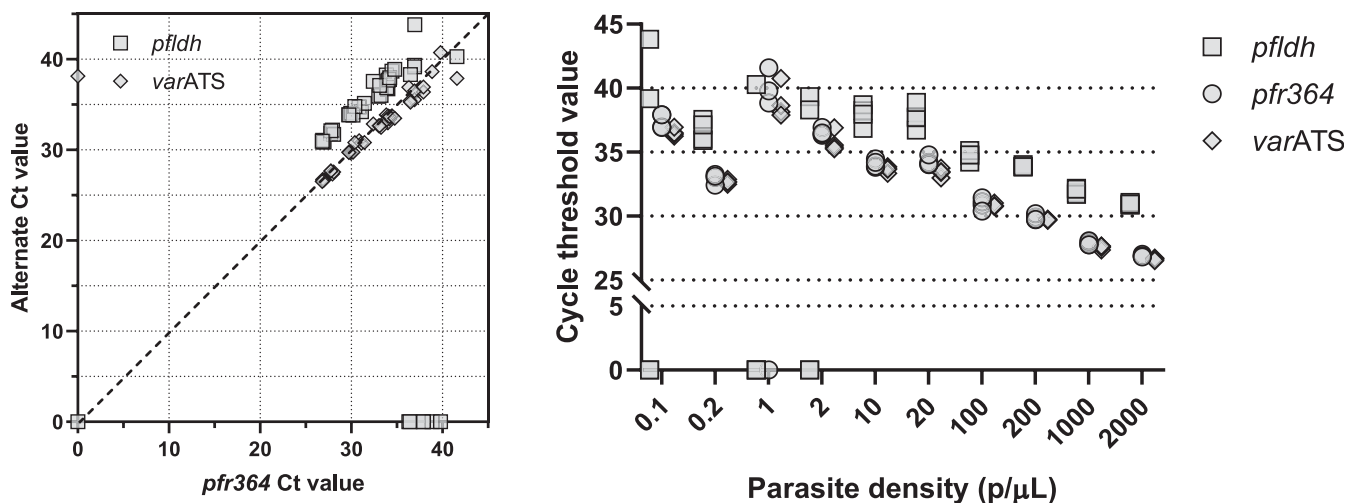 pfldh
varATS
Alternate Ct value
40
30
20
10
0
0 10 20 30 40
pfr364 Ct value
Cycle threshold value
45
40
35
30
25
5
0
0.1 0.2 1 2 10 20 100 200 1000 2000
Parasite density (p/μL)
pfldh
pfr364
varATS